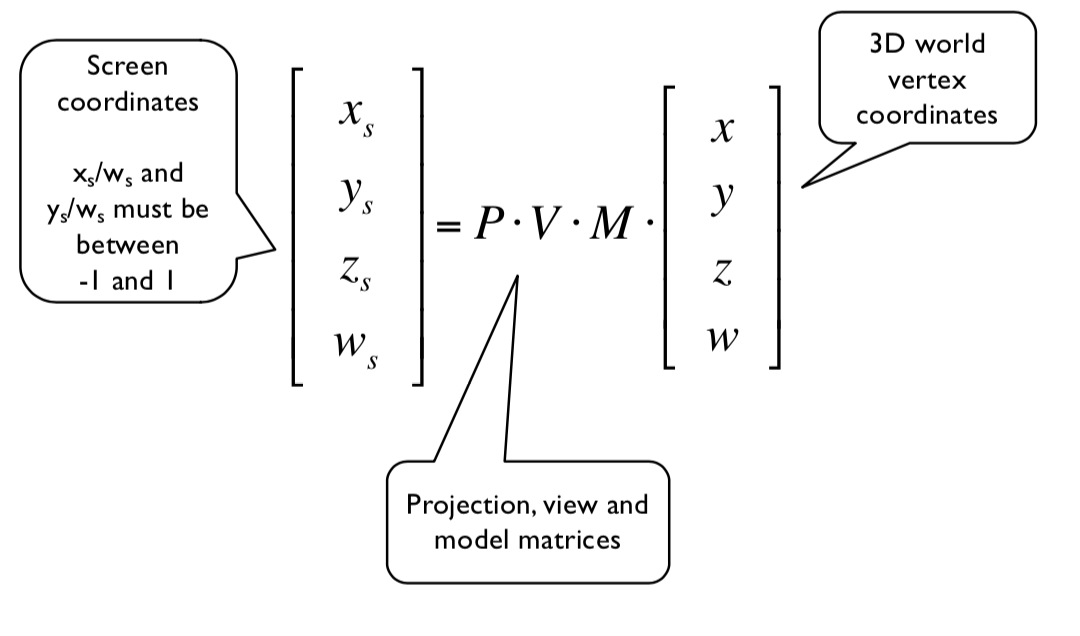 Screen
coordinates
xs/ws and
ys/ws must be
between
-1 and 1
xs
ys
zs
ws
= P · V · M ·
x
y
z
w
3D world
vertex
coordinates
Projection, view and
model matrices